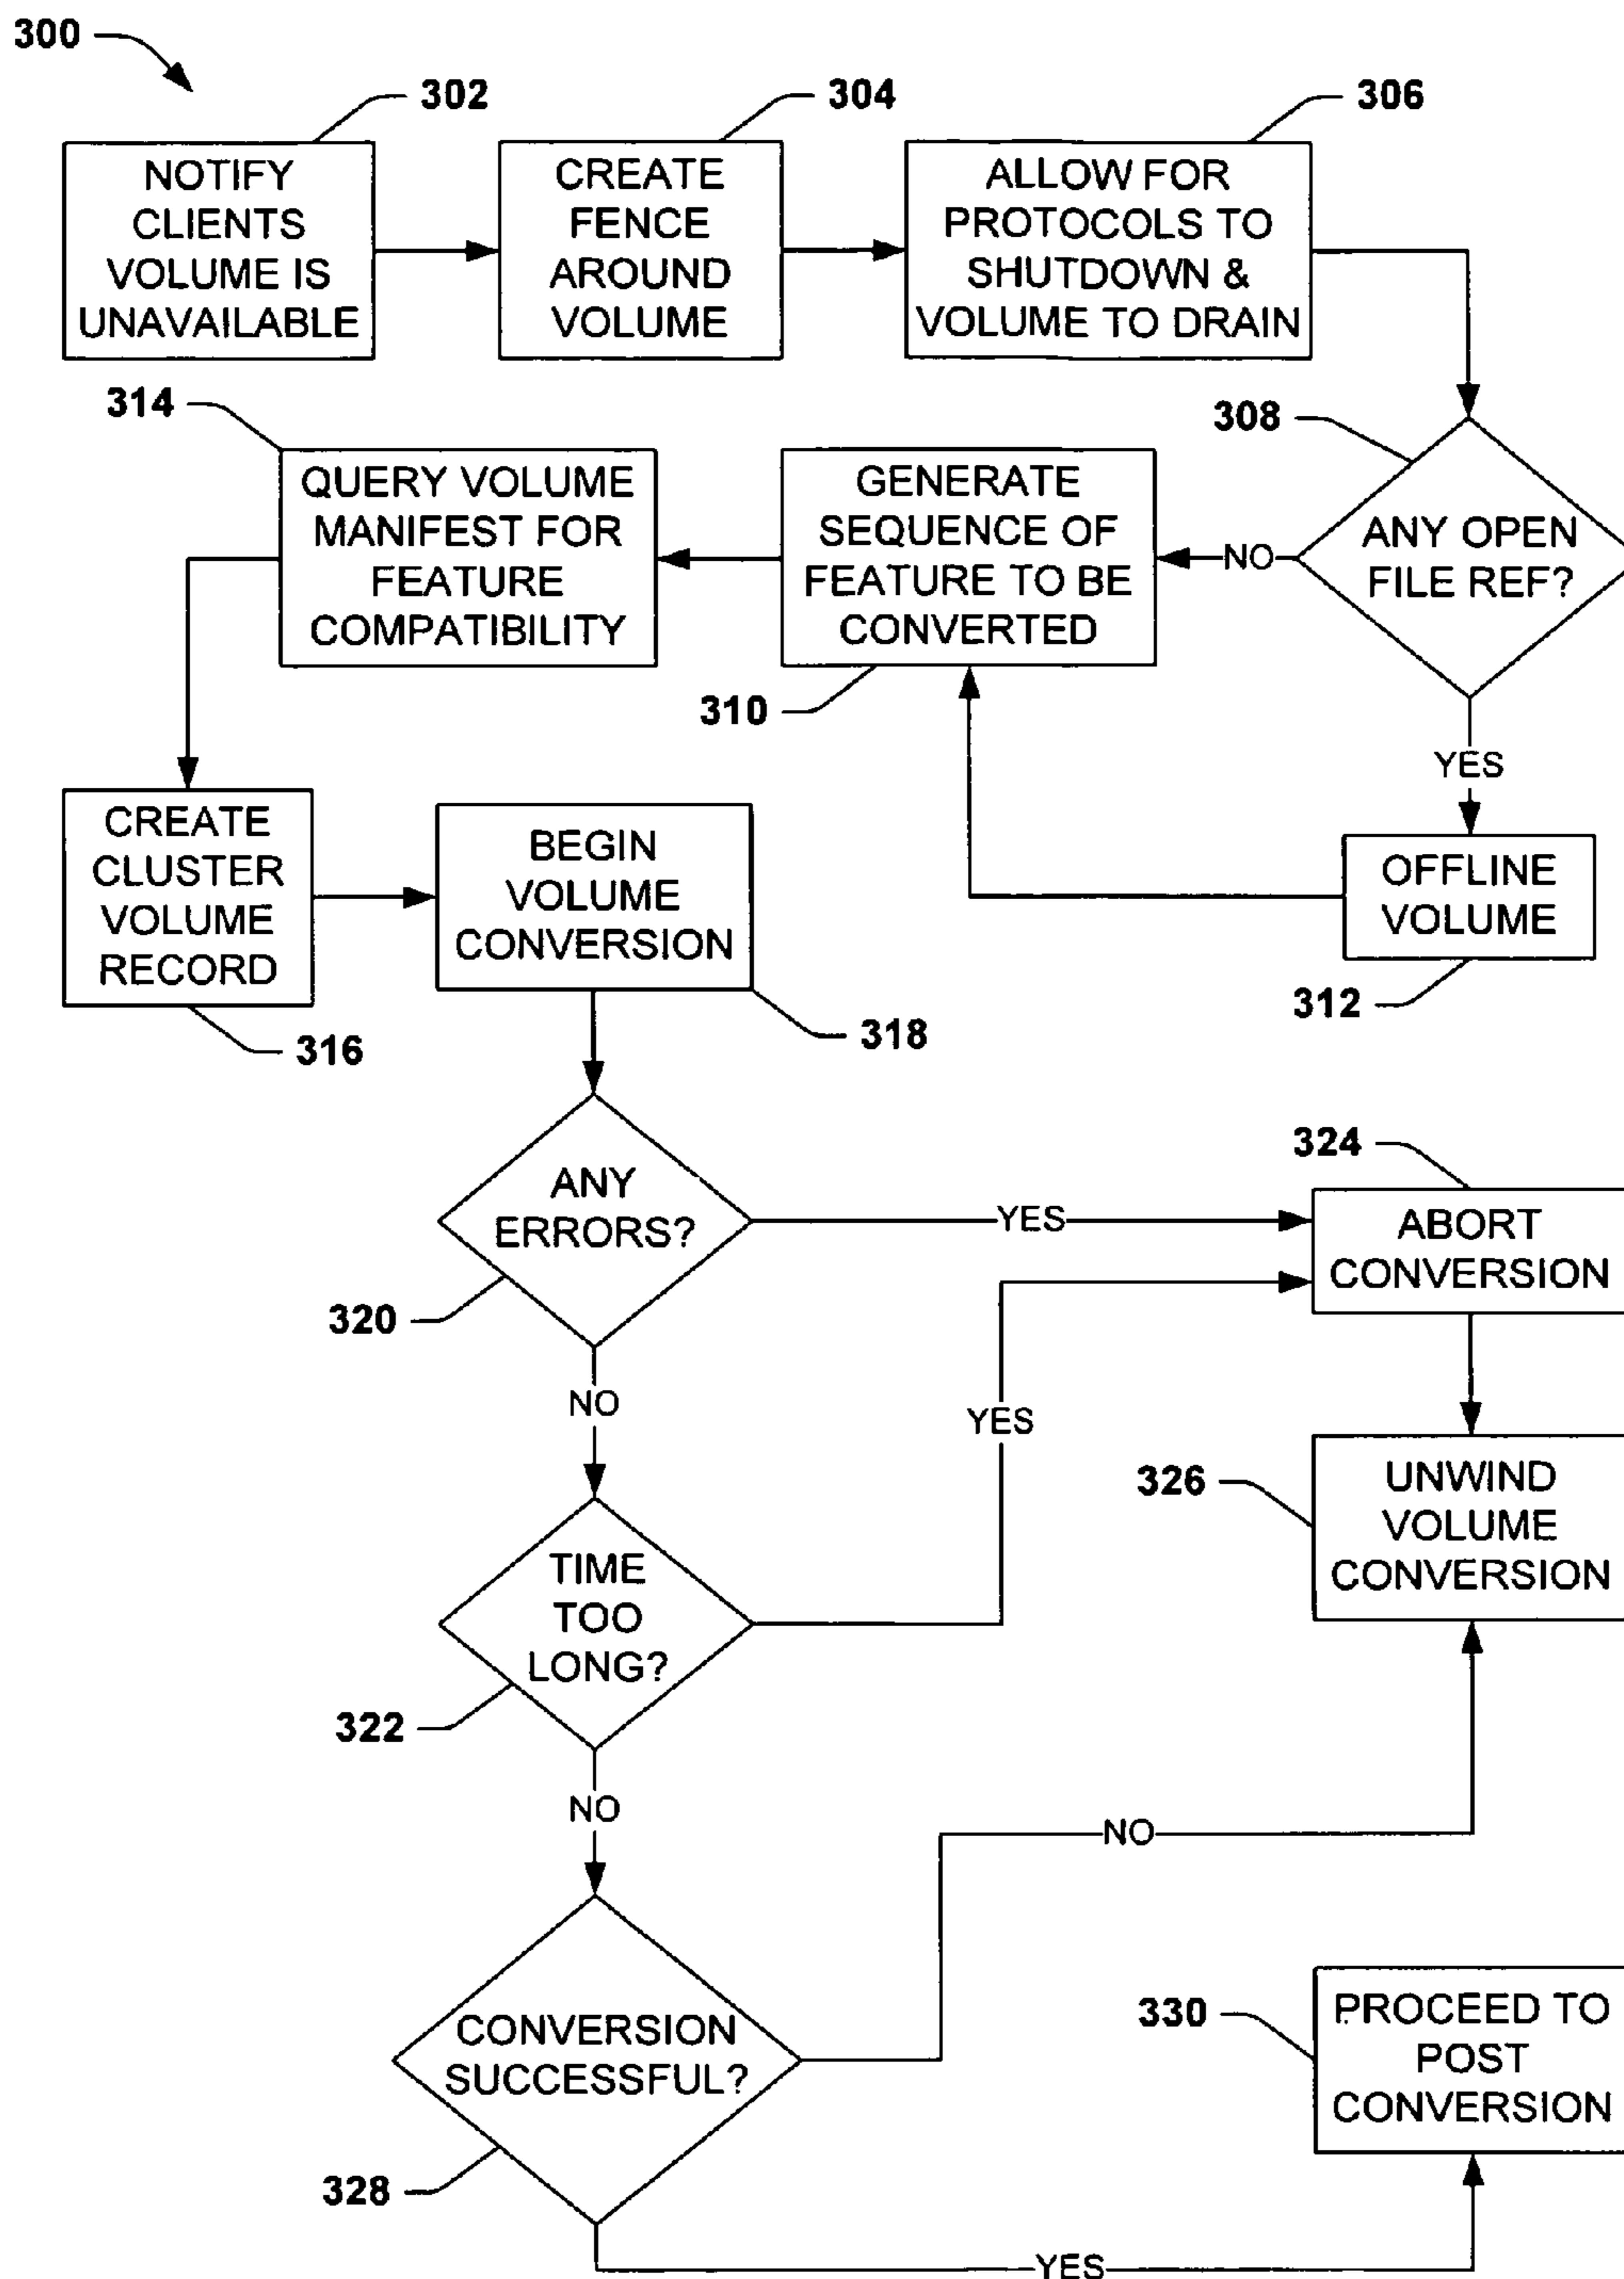 300
302
304
306
NOTIFY
CLIENTS
VOLUME IS
UNAVAILABLE
CREATE
FENCE
AROUND
VOLUME
ALLOW FOR
PROTOCOLS TO
SHUTDOWN &
VOLUME TO DRAIN
314
308
QUERY VOLUME
MANIFEST FOR
FEATURE
COMPATIBILITY
GENERATE
SEQUENCE OF
FEATURE TO BE
CONVERTED
NO
ANY OPEN
FILE REF?
310
YES
CREATE
CLUSTER
VOLUME
RECORD
BEGIN
VOLUME
CONVERSION
OFFLINE
VOLUME
312
316
318
324
ANY
ERRORS?
YES
ABORT
CONVERSION
320
NO
YES
326
UNWIND
VOLUME
CONVERSION
TIME
TOO
LONG?
322
NO
NO
CONVERSION
SUCCESSFUL?
330
PROCEED TO
POST
CONVERSION
328
YES